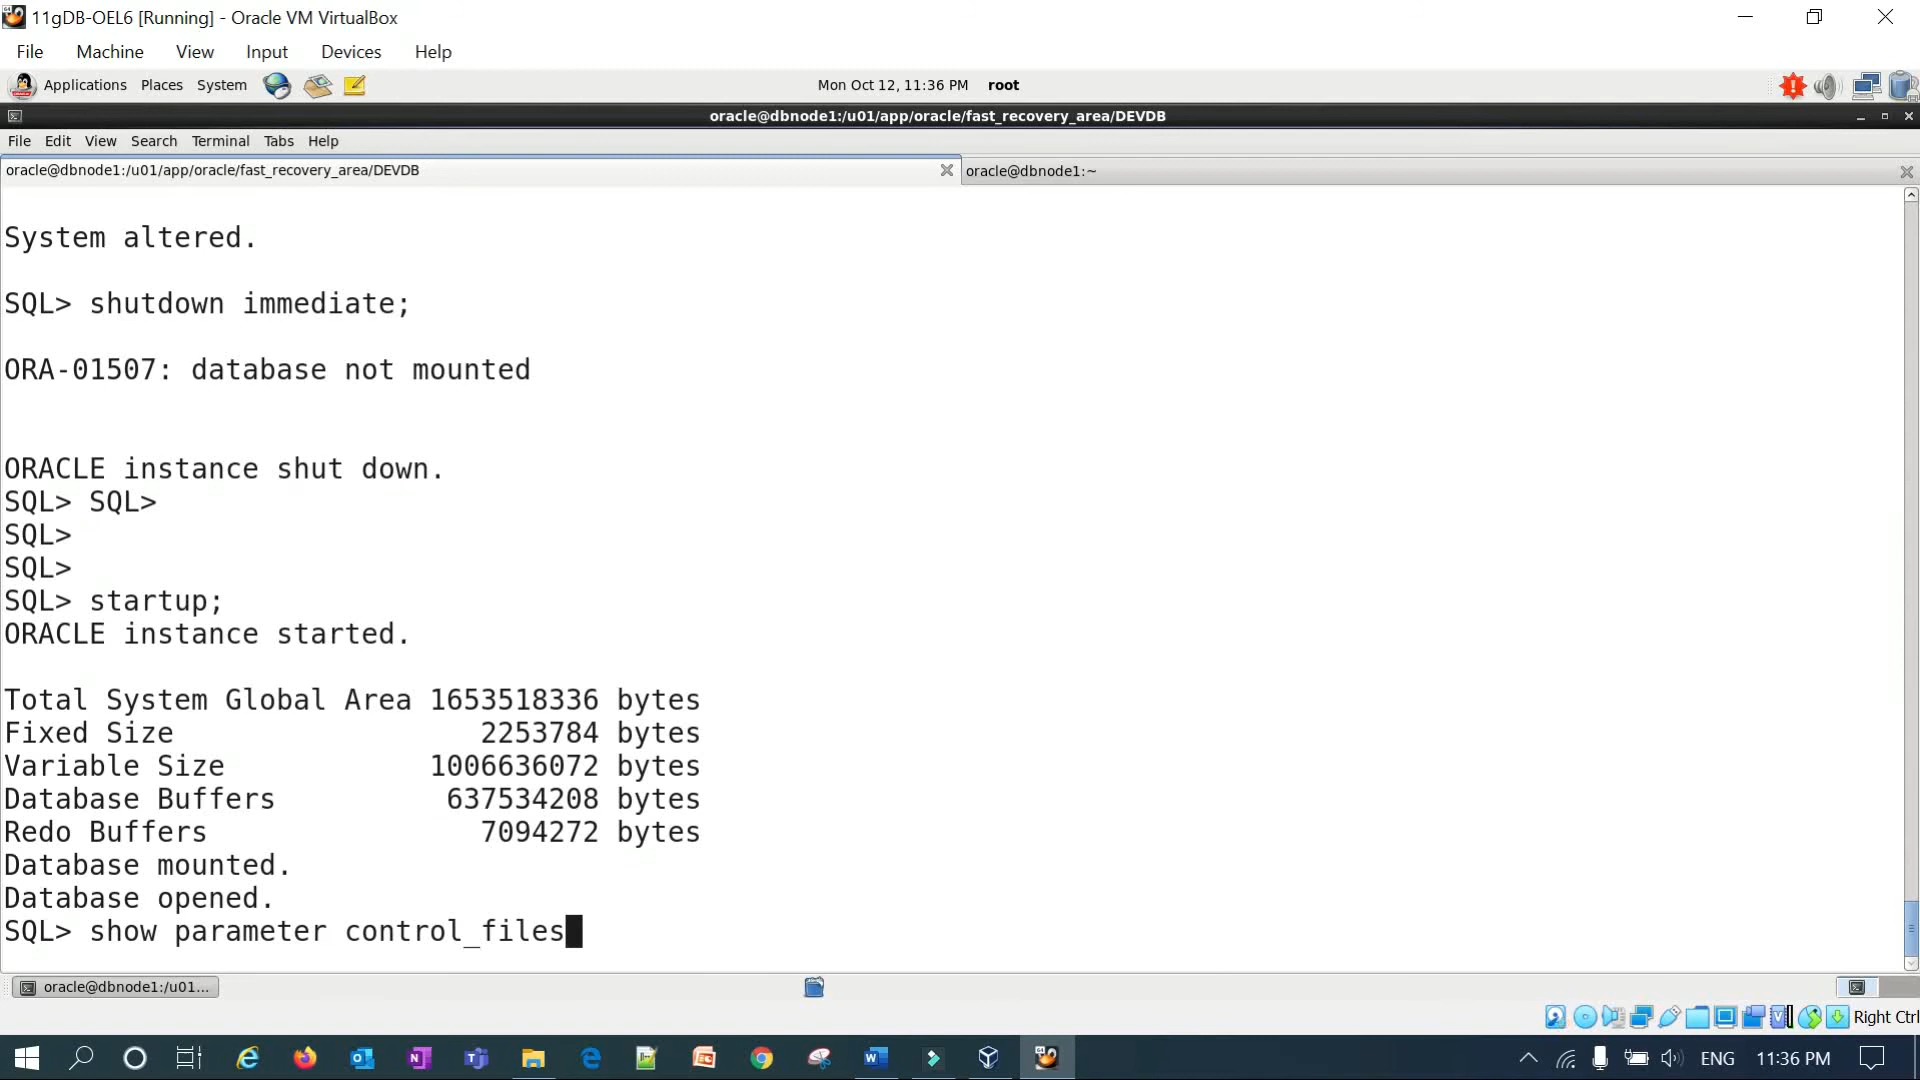 11gDB-OEL6 [Running] - Oracle VM VirtualBox
File Machine View Input Devices Help
Applications Places System Mon Oct 12, 11:36 PM root
oracle@dbnode1:/u01/app/oracle/fast_recovery_area/DEVDB
File Edit View Search Terminal Tabs Help
oracle@dbnode1:/u01/app/oracle/fast_recovery_area/DEVDB oracle@dbnode1:~
System altered.
SQL> shutdown immediate;
ORA-01507: database not mounted
ORACLE instance shut down.
SQL> SQL>
SQL>
SQL>
SQL> startup;
ORACLE instance started.
Total System Global Area 1653518336 bytes
Fixed Size 2253784 bytes
Variable Size 1006636072 bytes
Database Buffers 637534208 bytes
Redo Buffers 7094272 bytes
Database mounted.
Database opened.
SQL> show parameter control_files
oracle@dbnode1:/u01...
Right Ctrl
ENG 11:36 PM